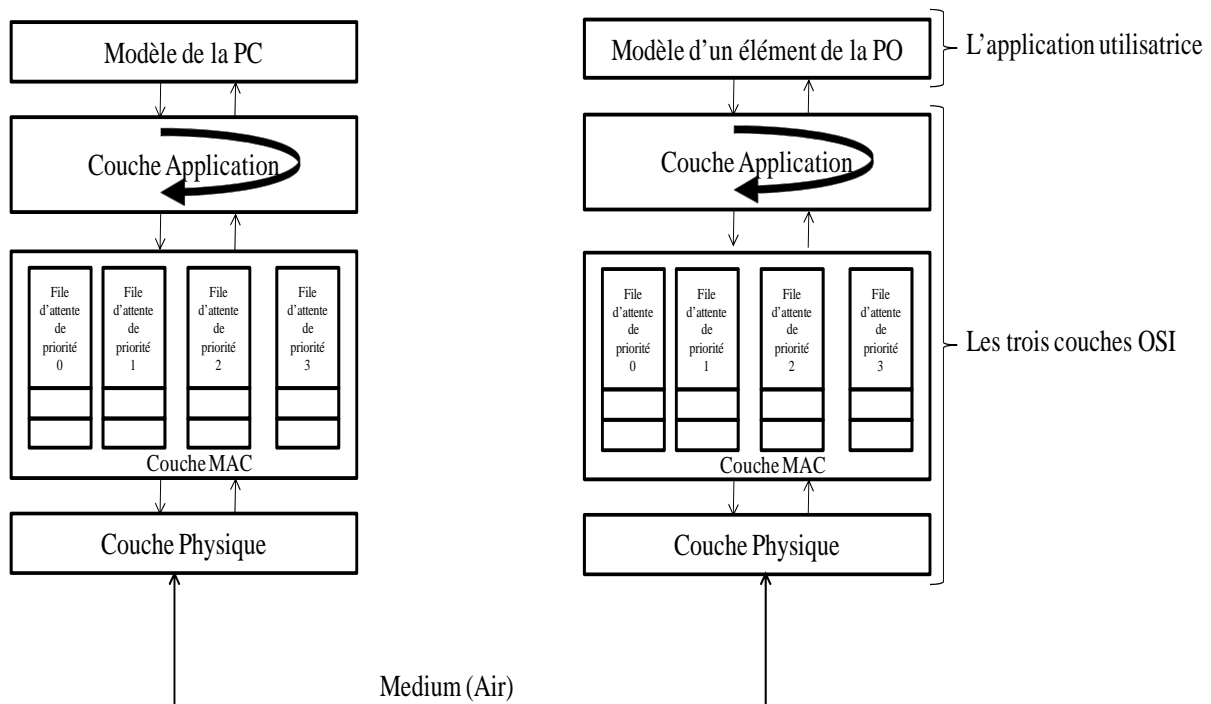 Modèle de la PC
Couche Application
File
d'attente
de
priorité
0
File
d'attente
de
priorité
1
File
d'attente
de
priorité
2
File
d'attente
de
priorité
3
Couche MAC
Couche Physique
Modèle d'un élément de la PO
Couche Application
File
d'attente
de
priorité
0
File
d'attente
de
priorité
1
File
d'attente
de
priorité
2
File
d'attente
de
priorité
3
Couche MAC
Couche Physique
L'application utilisatrice
Les trois couches OSI
Medium (Air)